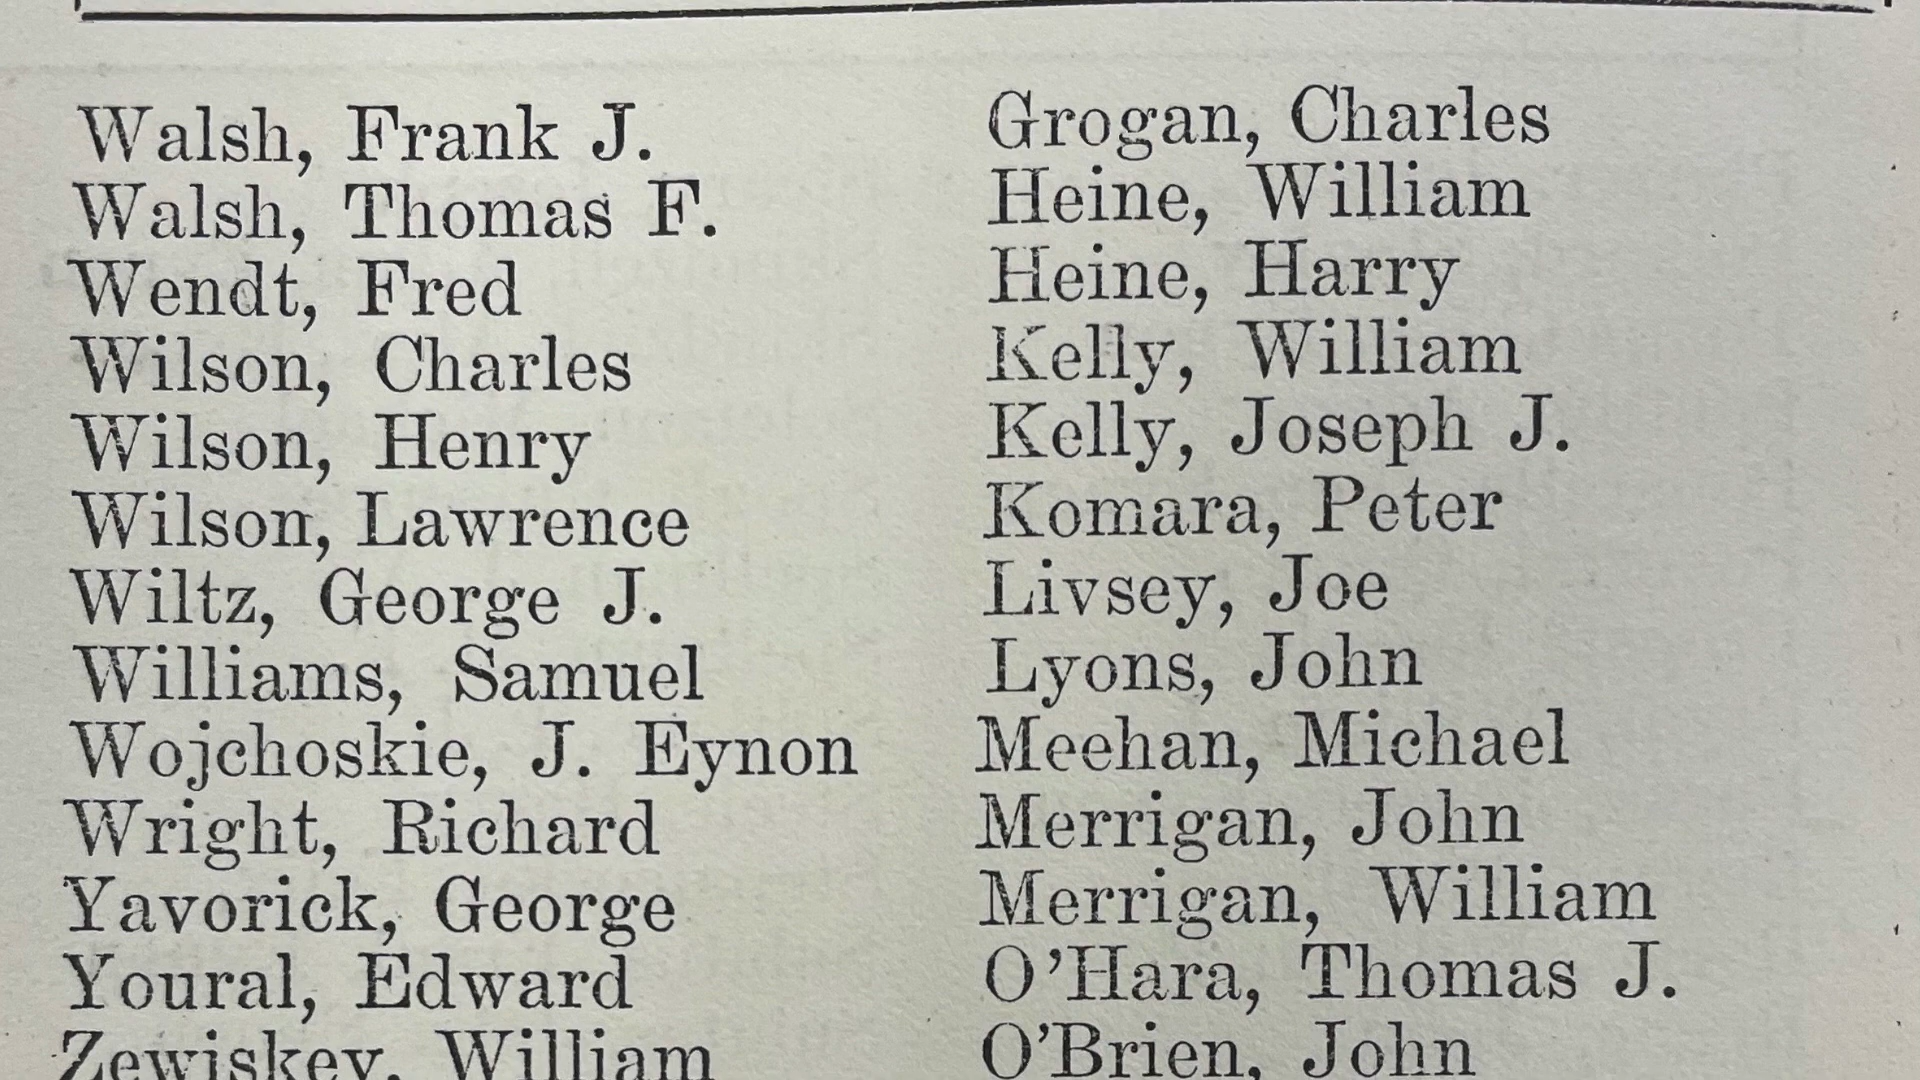 Walsh, Frank J.
Walsh, Thomas F.
Wendt, Fred
Wilson, Charles
Wilson, Henry
Wilson, Lawrence
Wiltz, George J.
Williams, Samuel
Wojchoskie, J. Eynon
Wright, Richard
Yavorick, George
Youral, Edward
Zewiskey, William
Grogan, Charles
Heine, William
Heine, Harry
Kelly, William
Kelly, Joseph J.
Komara, Peter
Livsey, Joe
Lyons, John
Meehan, Michael
Merrigan, John
Merrigan, William
O'Hara, Thomas J.
O'Brien, John